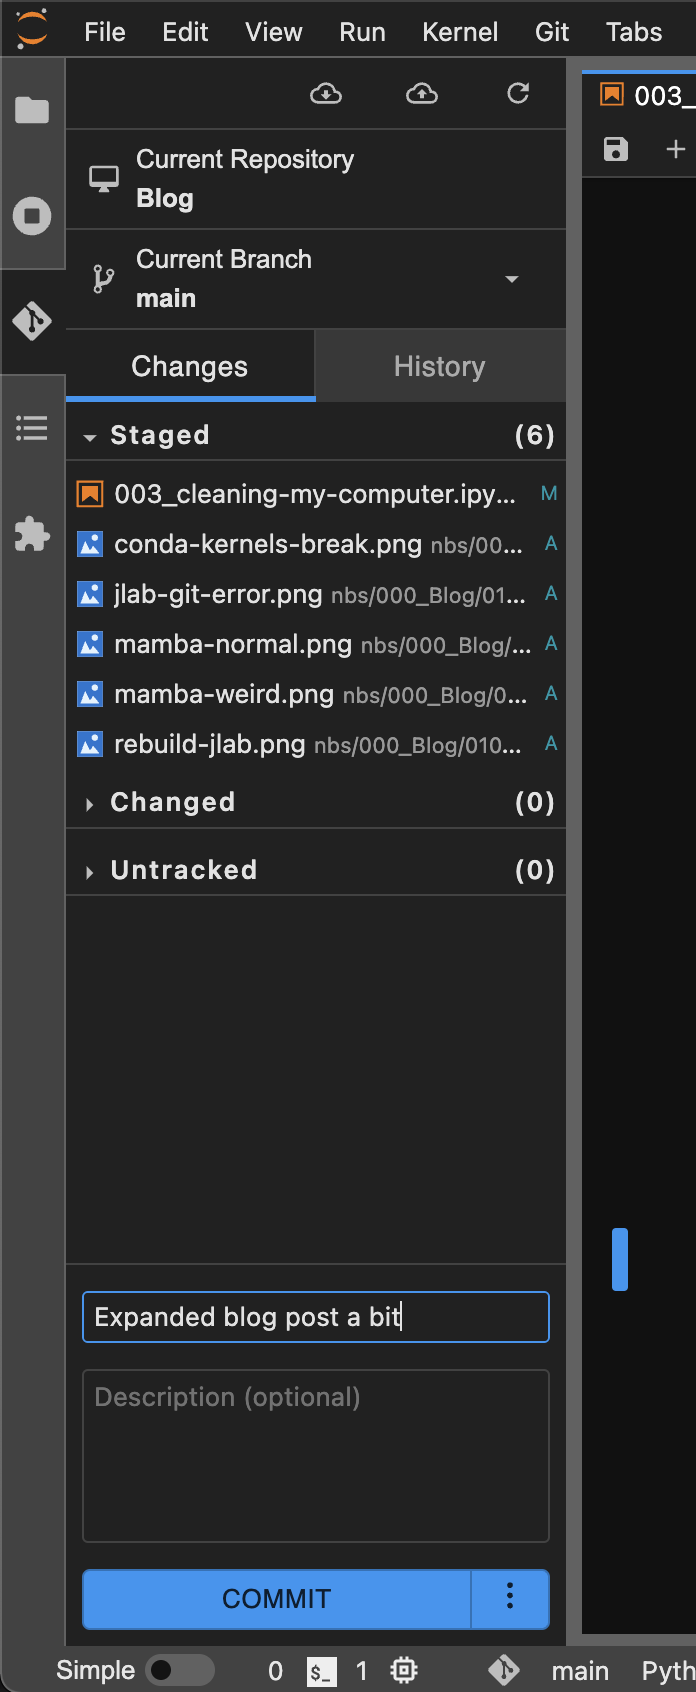 File Edit View Run Kernel Git Tabs
003_
Current Repository
Blog
Current Branch
main
Changes History
Staged (6)
003_cleaning-my-computer.ipy... M
conda-kernels-break.png nbs/00... A
jlab-git-error.png nbs/000_Blog/01... A
mamba-normal.png nbs/000_Blog/... A
mamba-weird.png nbs/000_Blog/0... A
rebuild-jlab.png nbs/000_Blog/010... A
Changed (0)
Untracked (0)
Expanded blog post a bit
Description (optional)
COMMIT
Simple 0 $_ 1 main Pyth